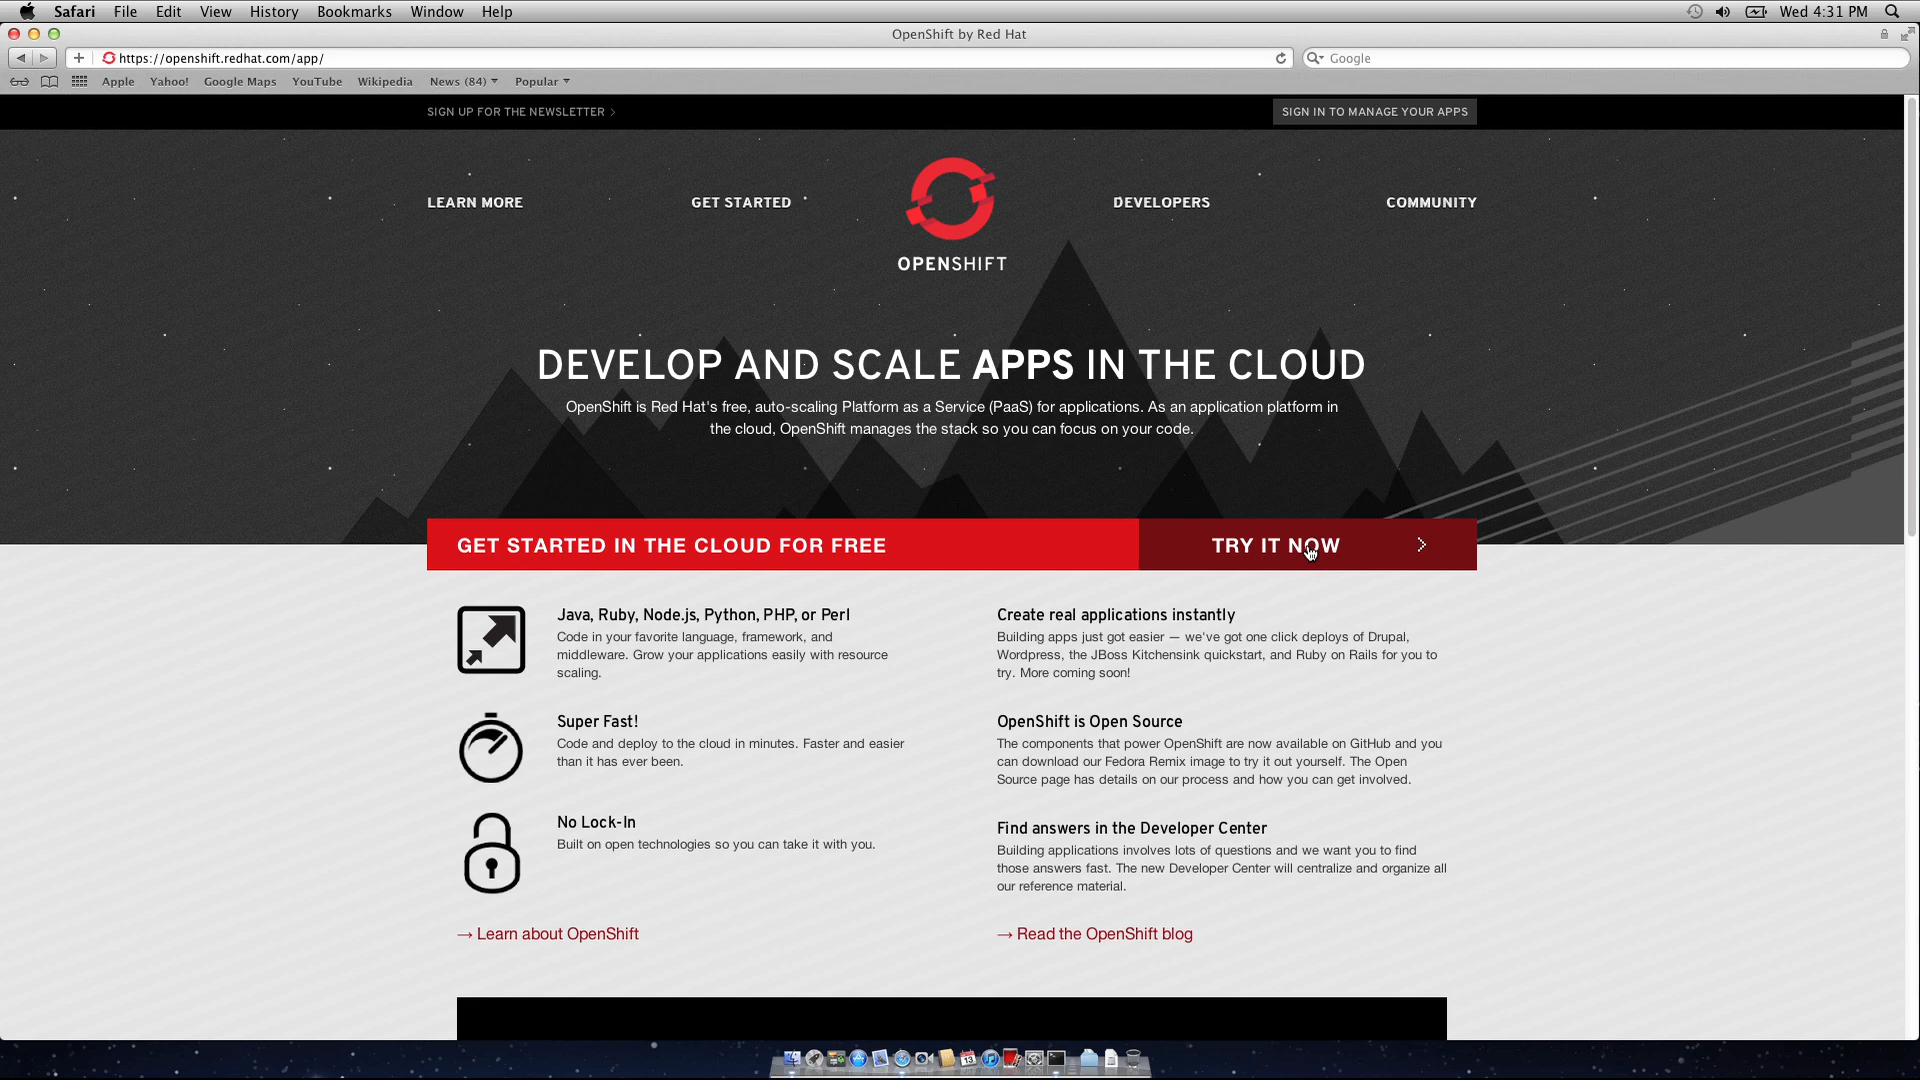 Safari File Edit View History Bookmarks Window Help Wed 4:31 PM
OpenShift by Red Hat
https://openshift.redhat.com/app/ Google
Apple Yahoo! Google Maps YouTube Wikipedia News (84) Popular
SIGN UP FOR THE NEWSLETTER SIGN IN TO MANAGE YOUR APPS
LEARN MORE GET STARTED DEVELOPERS COMMUNITY
OPENSHIFT
DEVELOP AND SCALE APPS IN THE CLOUD
OpenShift is Red Hat's free, auto-scaling Platform as a Service (PaaS) for applications. As an application platform in
the cloud, OpenShift manages the stack so you can focus on your code.
GET STARTED IN THE CLOUD FOR FREE TRY IT NOW
Java, Ruby, Node.js, Python, PHP, or Perl
Code in your favorite language, framework, and
middleware. Grow your applications easily with resource
scaling.
Super Fast!
Code and deploy to the cloud in minutes. Faster and easier
than it has ever been.
No Lock-In
Built on open technologies so you can take it with you.
→ Learn about OpenShift
Create real applications instantly
Building apps just got easier — we've got one click deploys of Drupal,
Wordpress, the JBoss Kitchensink quickstart, and Ruby on Rails for you to
try. More coming soon!
OpenShift is Open Source
The components that power OpenShift are now available on GitHub and you
can download our Fedora Remix image to try it out yourself. The Open
Source page has details on our process and how you can get involved.
Find answers in the Developer Center
Building applications involves lots of questions and we want you to find
those answers fast. The new Developer Center will centralize and organize all
our reference material.
→ Read the OpenShift blog
13